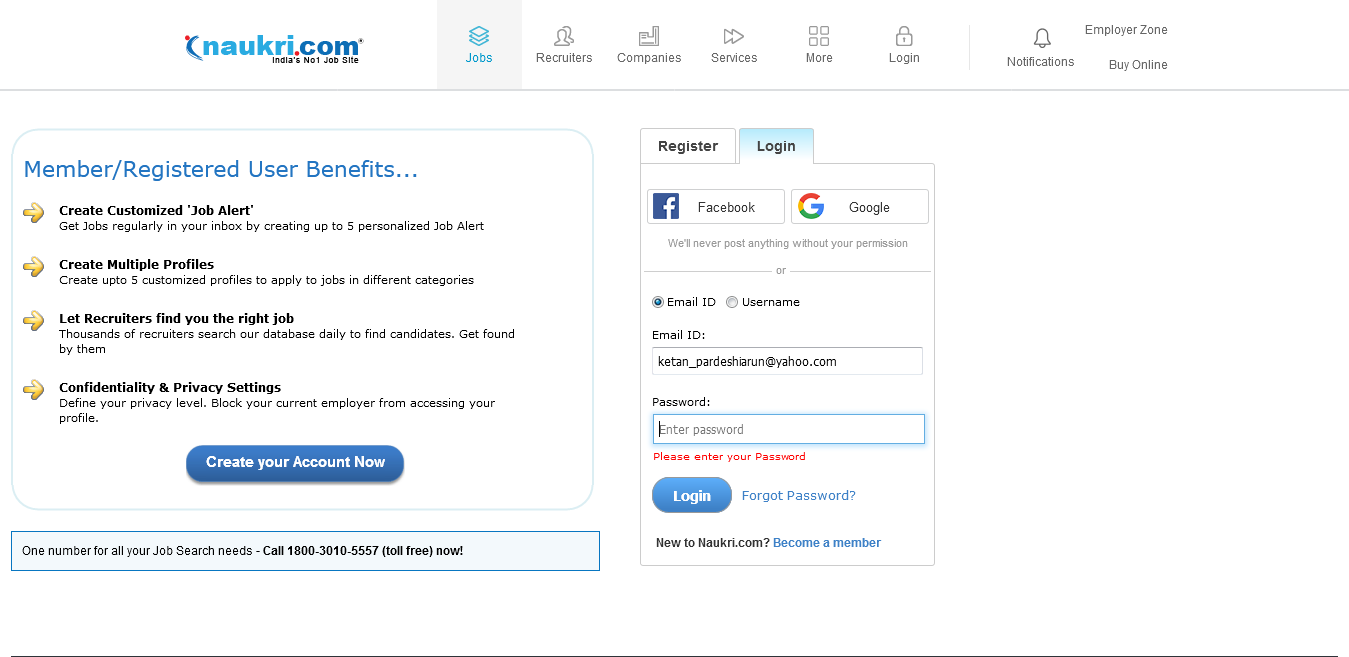 naukri.com
India's No1 Job Site
Jobs
Recruiters
Companies
Services
More
Login
Notifications
Employer Zone
Buy Online
Member/Registered User Benefits...
Create Customized 'Job Alert'
Get Jobs regularly in your inbox by creating up to 5 personalized Job Alert
Create Multiple Profiles
Create upto 5 customized profiles to apply to jobs in different categories
Let Recruiters find you the right job
Thousands of recruiters search our database daily to find candidates. Get found
by them
Confidentiality & Privacy Settings
Define your privacy level. Block your current employer from accessing your
profile.
Create your Account Now
One number for all your Job Search needs - Call 1800-3010-5557 (toll free) now!
Register
Login
Facebook
Google
We'll never post anything without your permission
or
Email ID
Username
Email ID:
ketan_pardeshiarun@yahoo.com
Password:
Enter password
Please enter your Password
Login
Forgot Password?
New to Naukri.com? Become a member